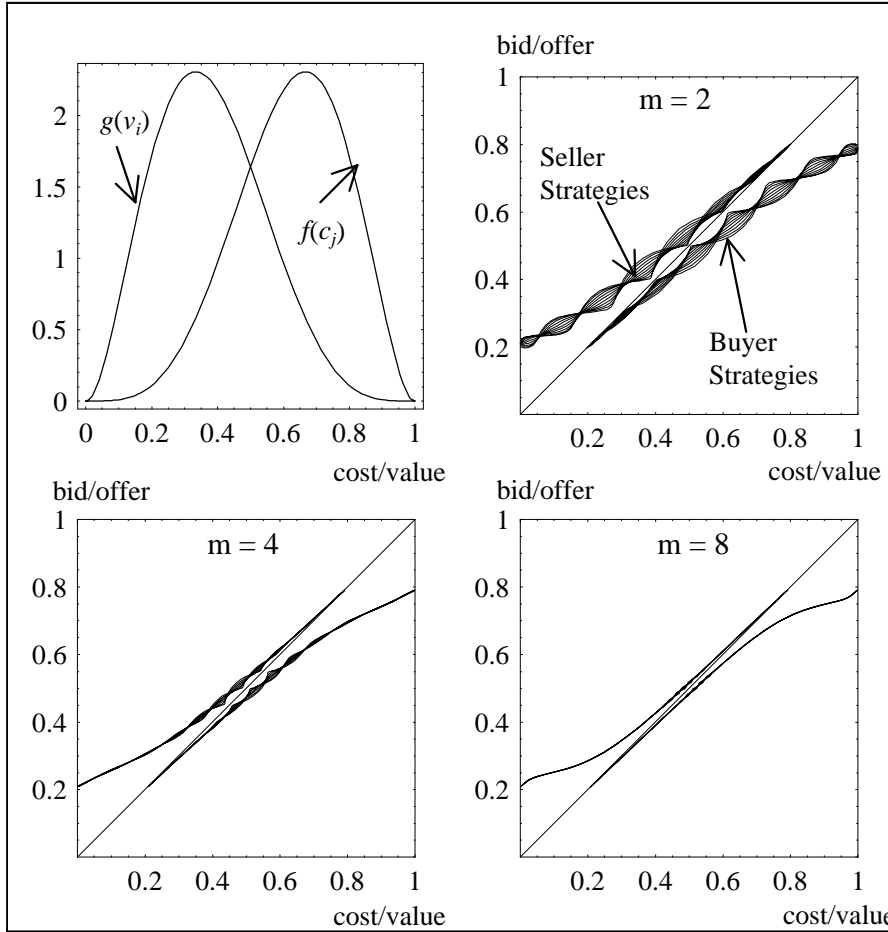 g(v_i)
f(c_j)
2
1.5
1
0.5
0
0 0.2 0.4 0.6 0.8 1
cost/value
bid/offer
m = 2
Seller
Strategies
Buyer
Strategies
1
0.8
0.6
0.4
0.2
0.2 0.4 0.6 0.8 1
cost/value
bid/offer
m = 4
1
0.8
0.6
0.4
0.2
0.2 0.4 0.6 0.8 1
cost/value
bid/offer
m = 8
1
0.8
0.6
0.4
0.2
0.2 0.4 0.6 0.8 1
cost/value